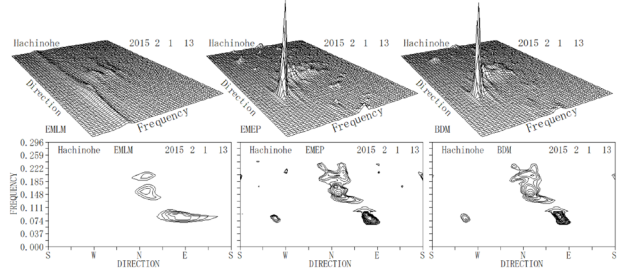 Hachinohe 2015 2 1 13
Direction
Frequency
EMLM
Hachinohe 2015 2 1 13
Direction
Frequency
EMEP
Hachinohe 2015 2 1 13
Direction
Frequency
BDM
FREQUENCY
0.296
0.259
0.222
0.185
0.148
0.111
0.074
0.037
0.000
Hachinohe EMLM 2015 2 1 13
S W N E S
DIRECTION
Hachinohe EMEP 2015 2 1 13
S W N E S
DIRECTION
Hachinohe BDM 2015 2 1 13
S W N E S
DIRECTION